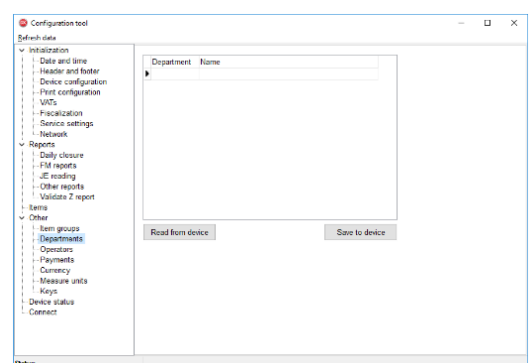 Configuration tool
Refresh data
Initialization
Date and time
Header and footer
Device configuration
Print configuration
VATs
Fiscalization
Service settings
Network
Reports
Daily closure
FM reports
JE reading
Other reports
Validate Z report
Items
Other
Item groups
Departments
Operators
Payments
Currency
Measure units
Keys
Device status
Connect
Department Name
Read from device Save to device